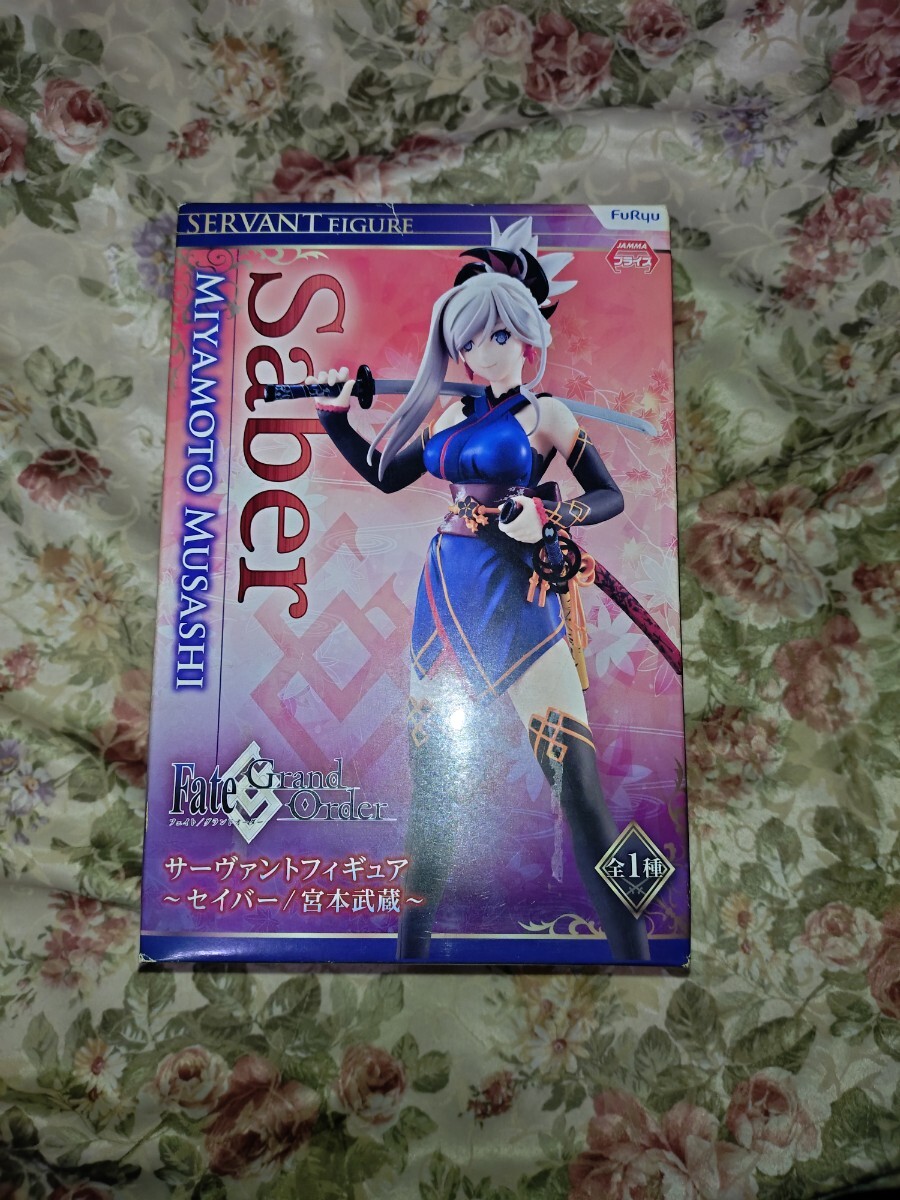 SERVANT FIGURE
FuRyu
JAMMA
プライズ
Saber
MIYAMOTO MUSASHI
Fate
Grand
Order
フェイト/グランドオーダー
サーヴァントフィギュア
～セイバー/宮本武蔵～
全1種